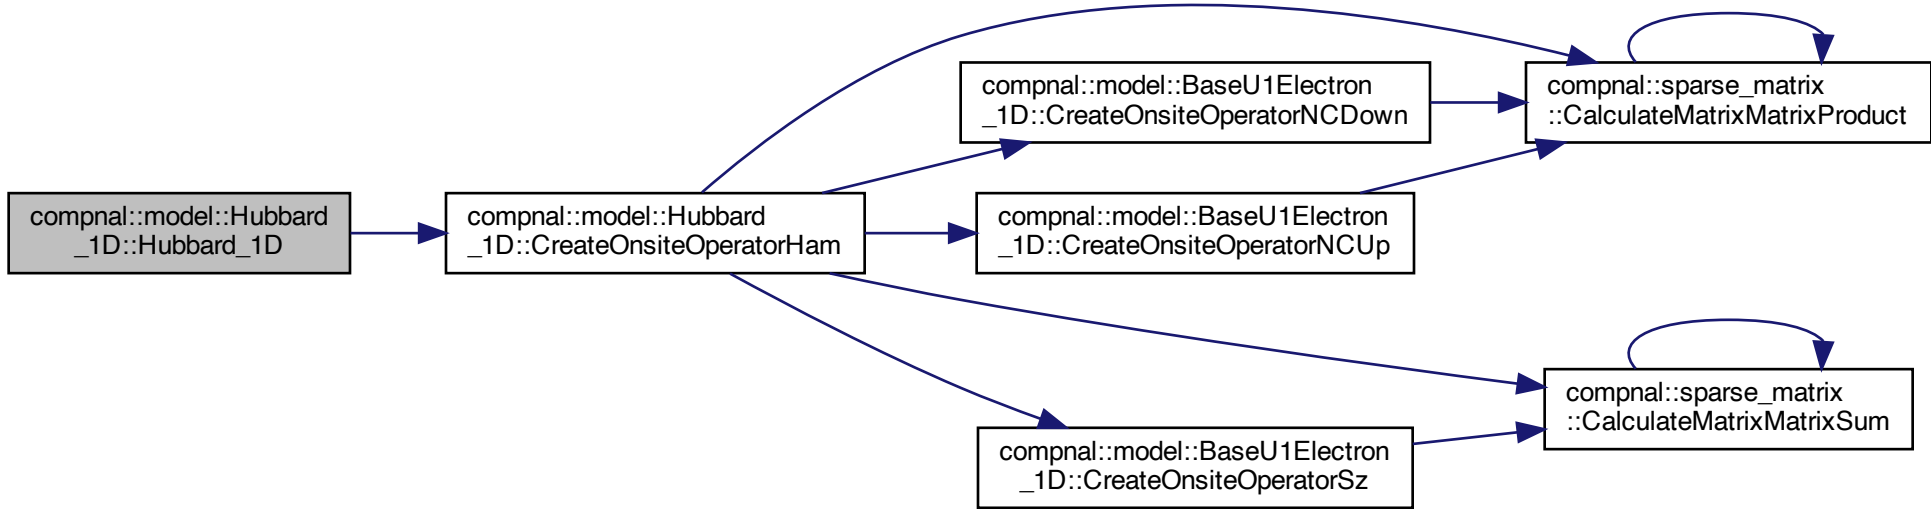 compnal::model::Hubbard
_1D::Hubbard_1D
compnal::model::Hubbard
_1D::CreateOnsiteOperatorHam
compnal::model::BaseU1Electron
_1D::CreateOnsiteOperatorNCDown
compnal::model::BaseU1Electron
_1D::CreateOnsiteOperatorNCUp
compnal::model::BaseU1Electron
_1D::CreateOnsiteOperatorSz
compnal::sparse_matrix
::CalculateMatrixMatrixProduct
compnal::sparse_matrix
::CalculateMatrixMatrixSum